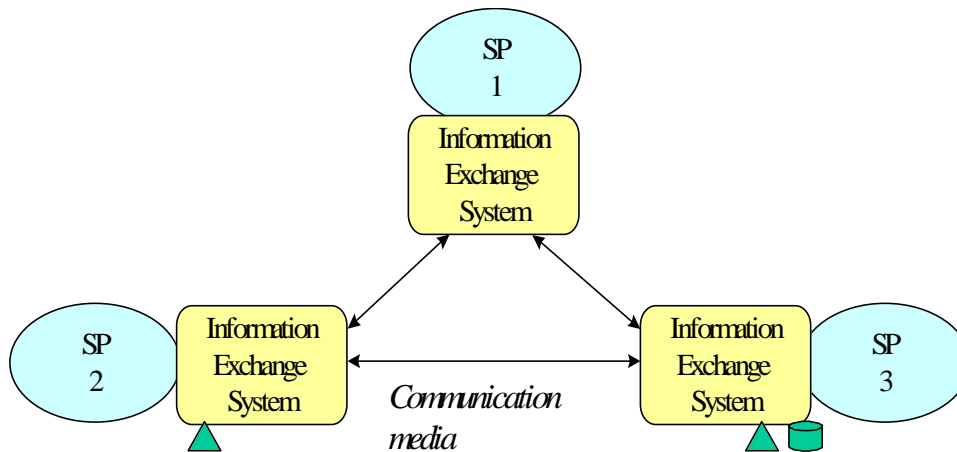 SP
1
Information
Exchange
System
SP
2
Information
Exchange
System
Communication
media
Information
Exchange
System
SP
3